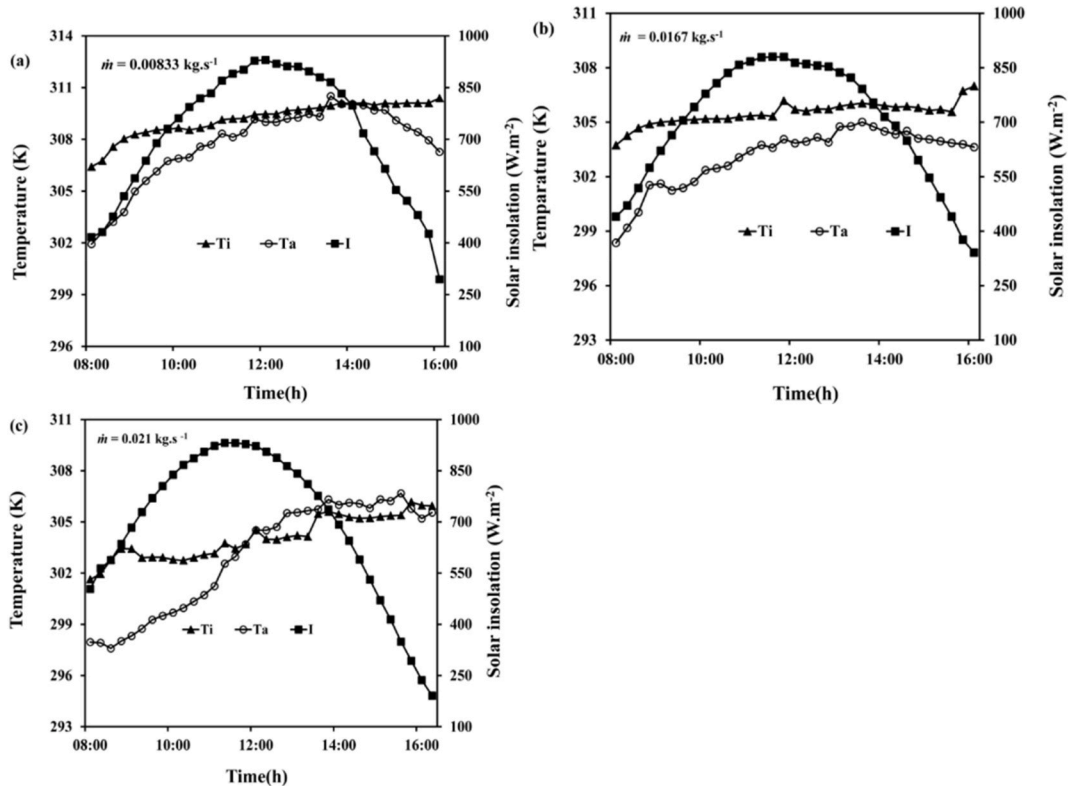 (a)
ṁ = 0.00833 kg.s⁻¹
Temperature (K)
314
312
309
307
305
302
299
296
Ti Ta I
1000
850
700
550
400
250
100
Solar insolation (W.m⁻²)
08:00 10:00 12:00 14:00 16:00
Time(h)
(b)
ṁ = 0.0167 kg.s⁻¹
Temparature (K)
311
308
305
302
299
296
293
Ti Ta I
1000
850
700
550
400
250
100
Solar insolation (W.m⁻²)
08:00 10:00 12:00 14:00 16:00
Time(h)
(c)
ṁ = 0.021 kg.s⁻¹
Temperature (K)
311
308
305
302
299
296
293
Ti Ta I
1000
850
700
550
400
250
100
Solar insolation (W.m⁻²)
08:00 10:00 12:00 14:00 16:00
Time(h)